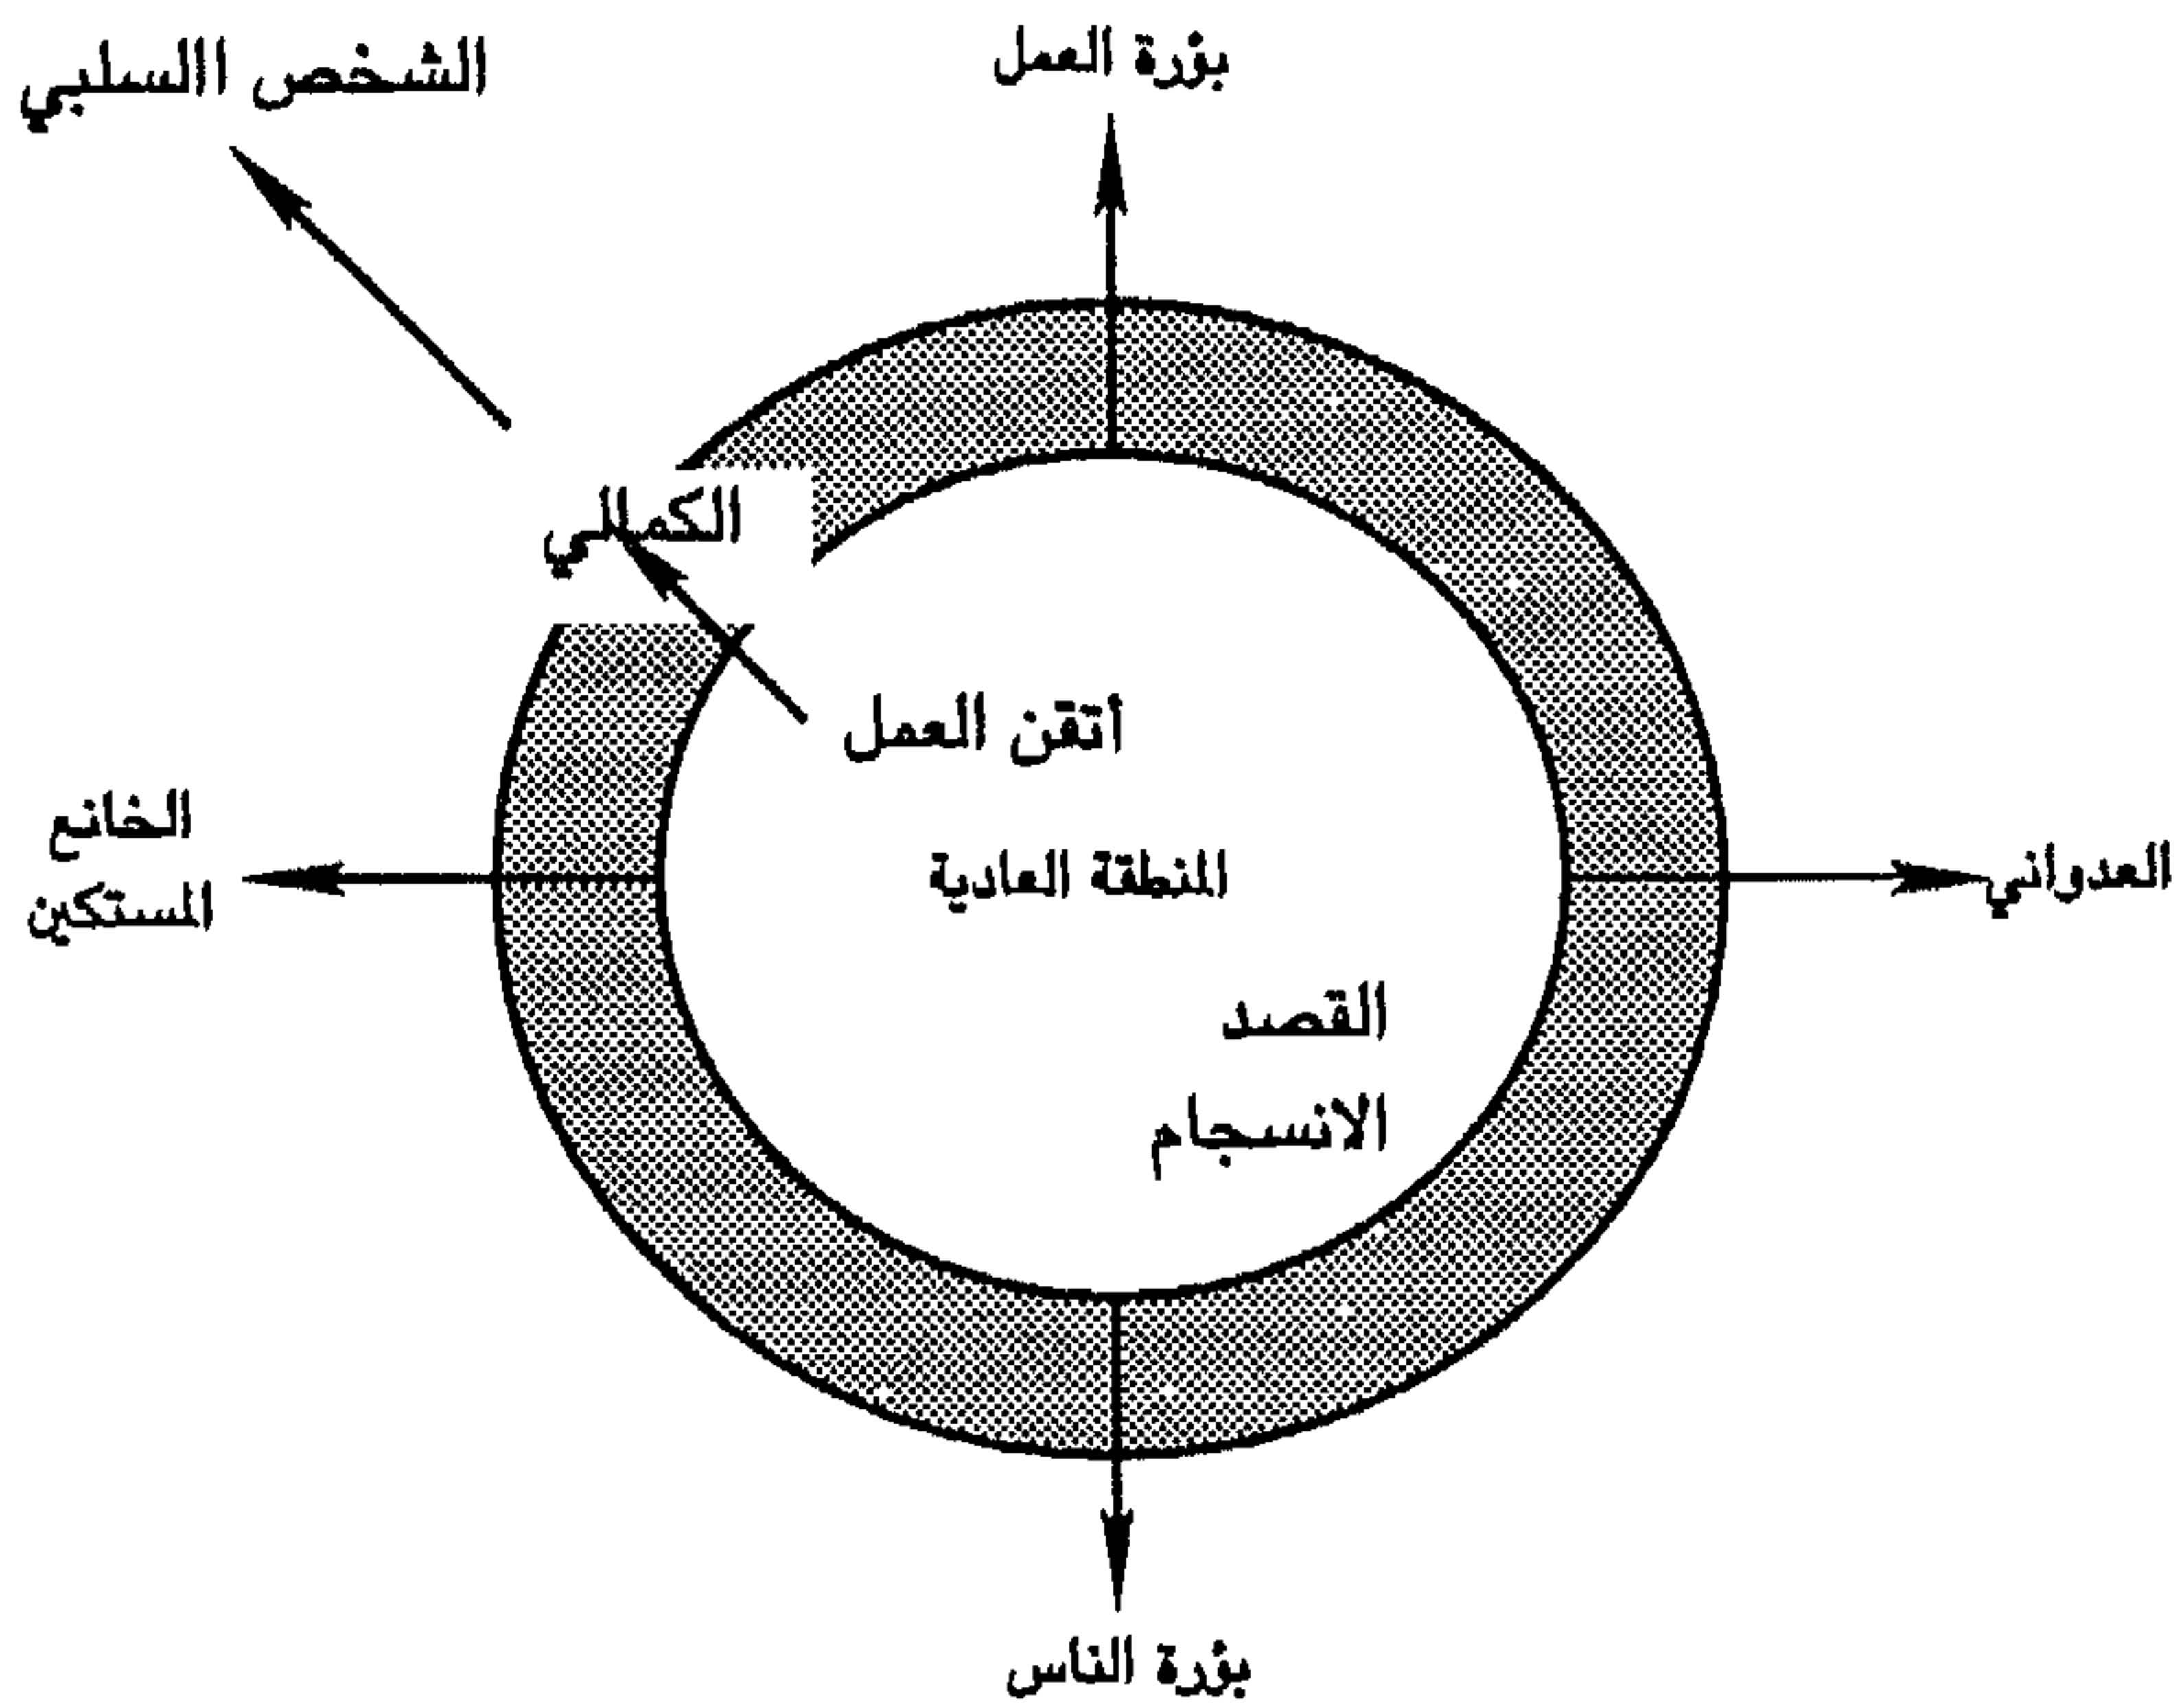 بؤرة العمل
الشخص االسلبي
الكمالي
أتقن العمل
الخانع
المستكين
المنطقة العادية
العدواني
القصد
الانسجام
بؤرة الناس